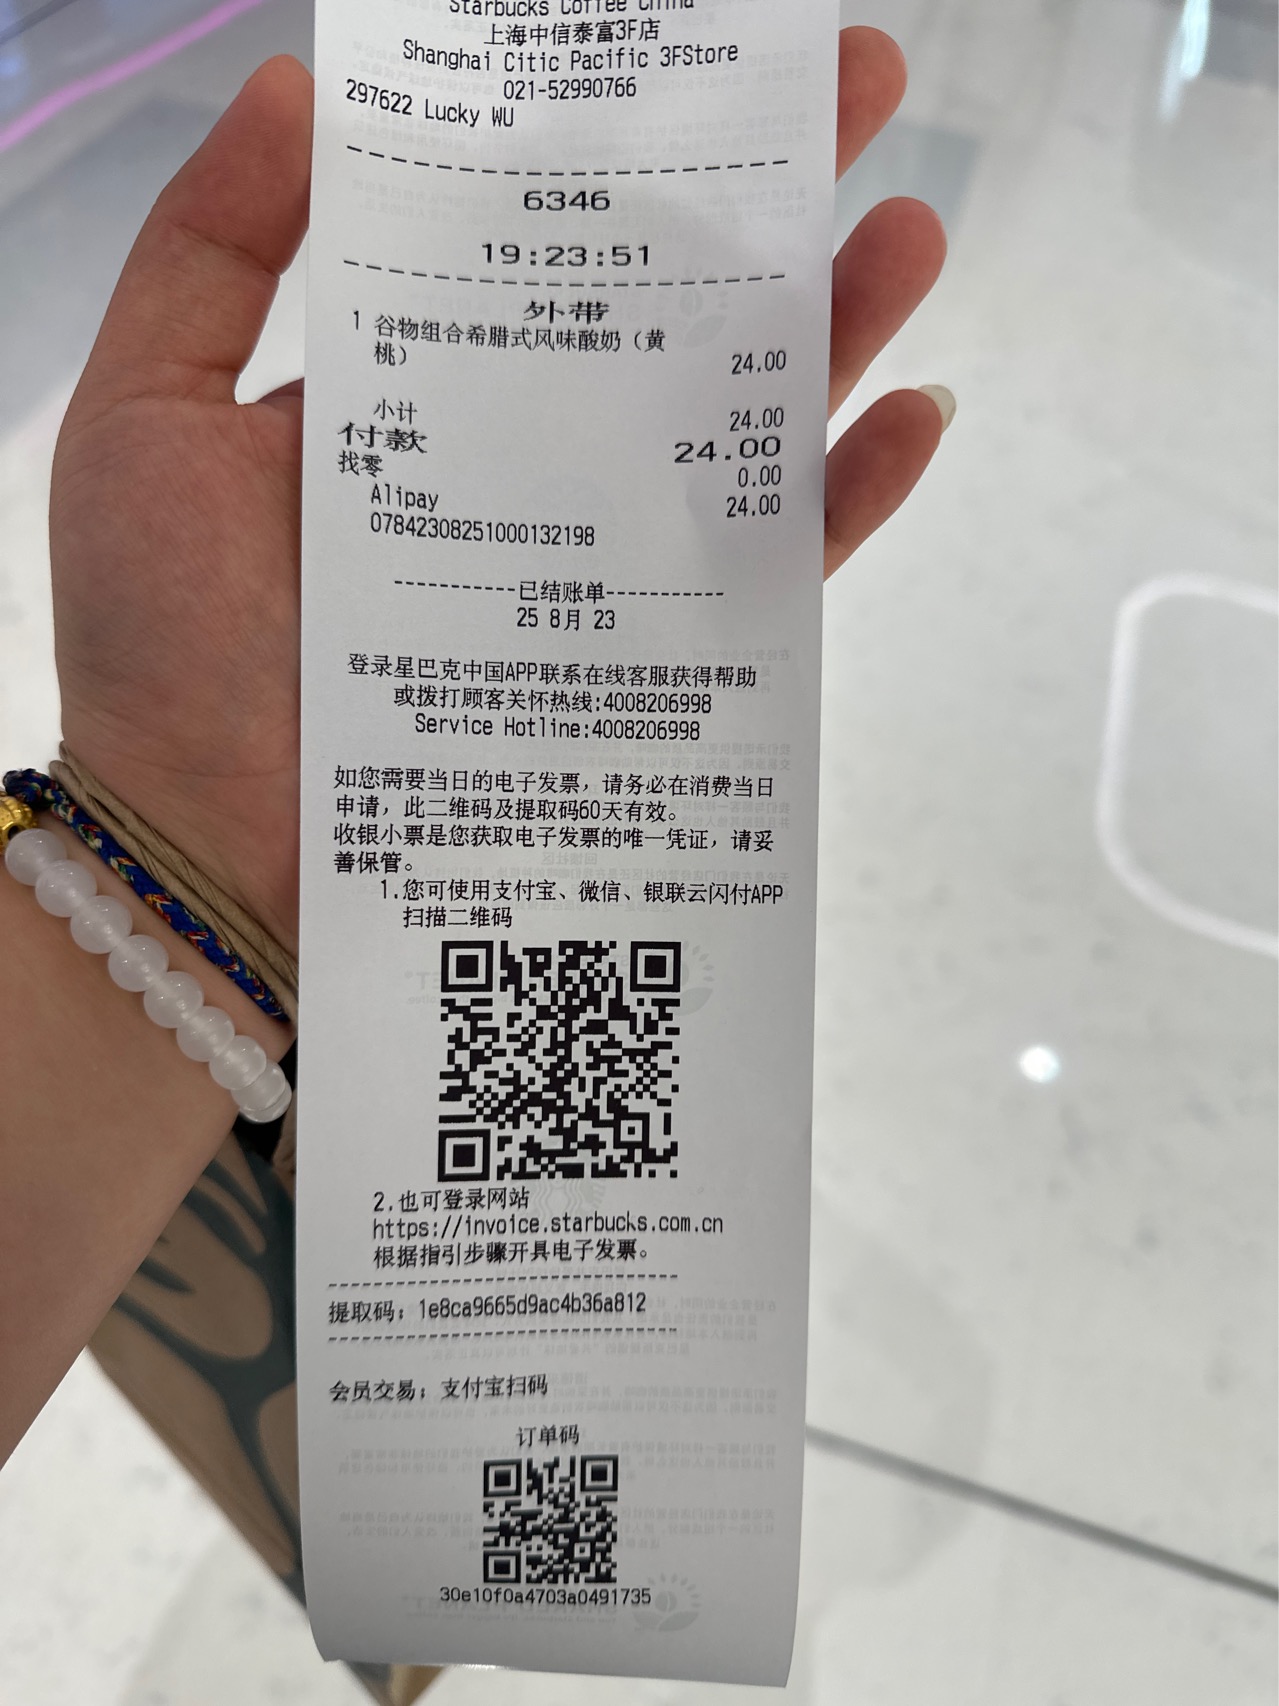 Starbucks Coffee China
上海中信泰富3F店
Shanghai Citic Pacific 3FStore
021-52990766
297622 Lucky WU
6346
19:23:51
外带
1 谷物组合希腊式风味酸奶（黄
桃） 24.00
小计 24.00
付款 24.00
找零 0.00
Alipay 24.00
07842308251000132198
-----------已结账单-----------
25 8月 23
登录星巴克中国APP联系在线客服获得帮助
或拨打顾客关怀热线:4008206998
Service Hotline:4008206998
如您需要当日的电子发票，请务必在消费当日
申请，此二维码及提取码60天有效。
收银小票是您获取电子发票的唯一凭证，请妥
善保管。
1.您可使用支付宝、微信、银联云闪付APP
扫描二维码
2.也可登录网站
https://invoice.starbucks.com.cn
根据指引步骤开具电子发票。
提取码：1e8ca9665d9ac4b36a812
会员交易：支付宝扫码
订单码
30e10f0a4703a0491735